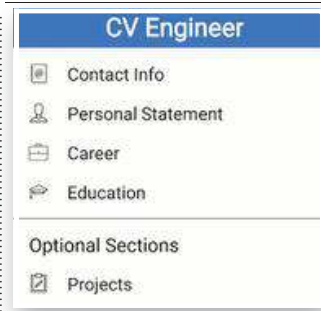 CV Engineer
Contact Info
Personal Statement
Career
Education
Optional Sections
Projects